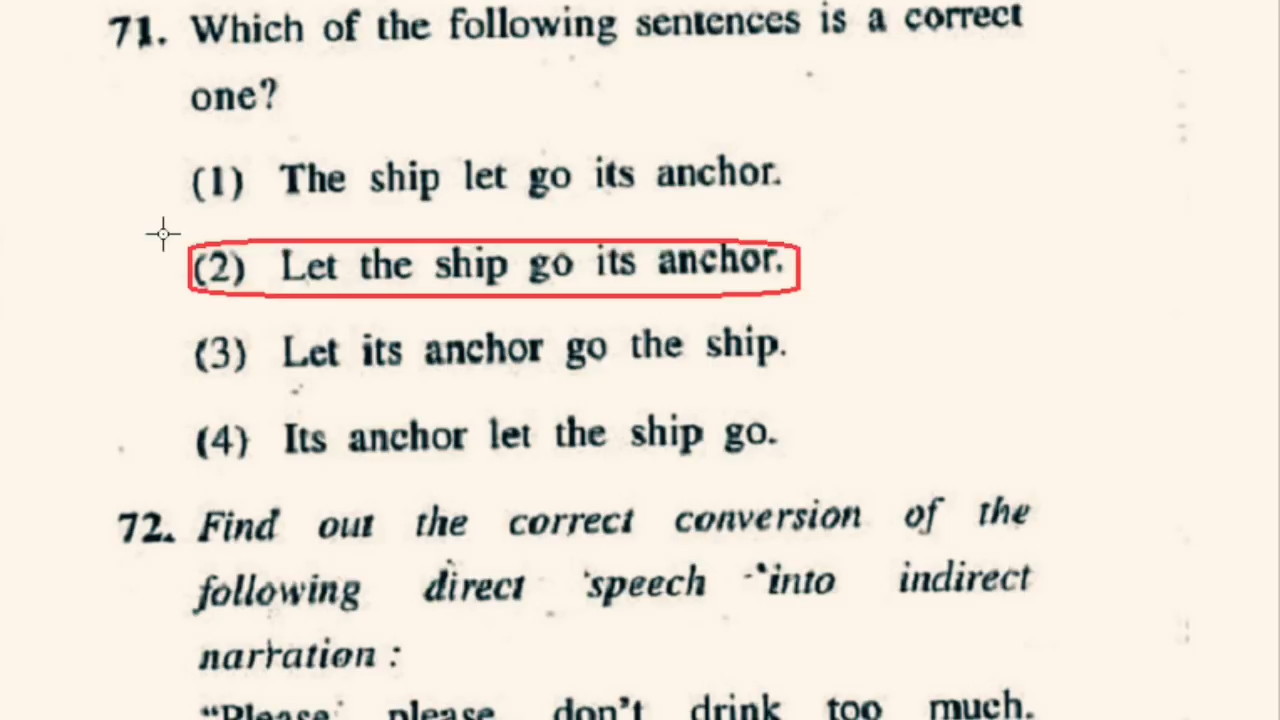 71. Which of the following sentences is a correct
one?
(1) The ship let go its anchor.
(2) Let the ship go its anchor.
(3) Let its anchor go the ship.
(4) Its anchor let the ship go.
72. Find out the correct conversion of the
following direct speech into indirect
narration :
“Please, please don't drink too much.